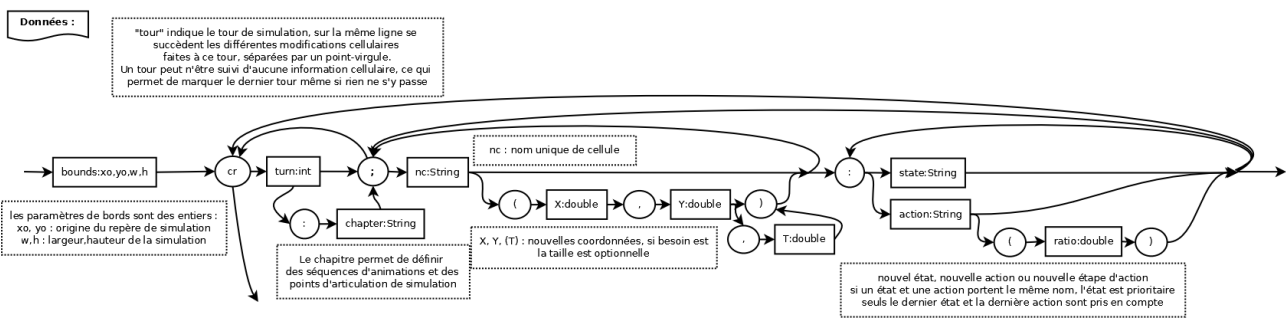 Données :
"tour" indique le tour de simulation, sur la même ligne se
succèdent les différentes modifications cellulaires
faites à ce tour, séparées par un point-virgule.
Un tour peut n'être suivi d'aucune information cellulaire, ce qui
permet de marquer le dernier tour même si rien ne s'y passe
nc : nom unique de cellule
bounds:xo,yo,w,h
cr
turn:int
;
nc:String
:
state:String
(
X:double
,
Y:double
)
action:String
:
chapter:String
,
T:double
(
ratio:double
)
les paramètres de bords sont des entiers :
xo, yo : origine du repère de simulation
w,h : largeur,hauteur de la simulation
Le chapitre permet de définir
des séquences d'animations et des
points d'articulation de simulation
X, Y, (T) : nouvelles coordonnées, si besoin est
la taille est optionnelle
nouvel état, nouvelle action ou nouvelle étape d'action
si un état et une action portent le même nom, l'état est prioritaire
seuls le dernier état et la dernière action sont pris en compte